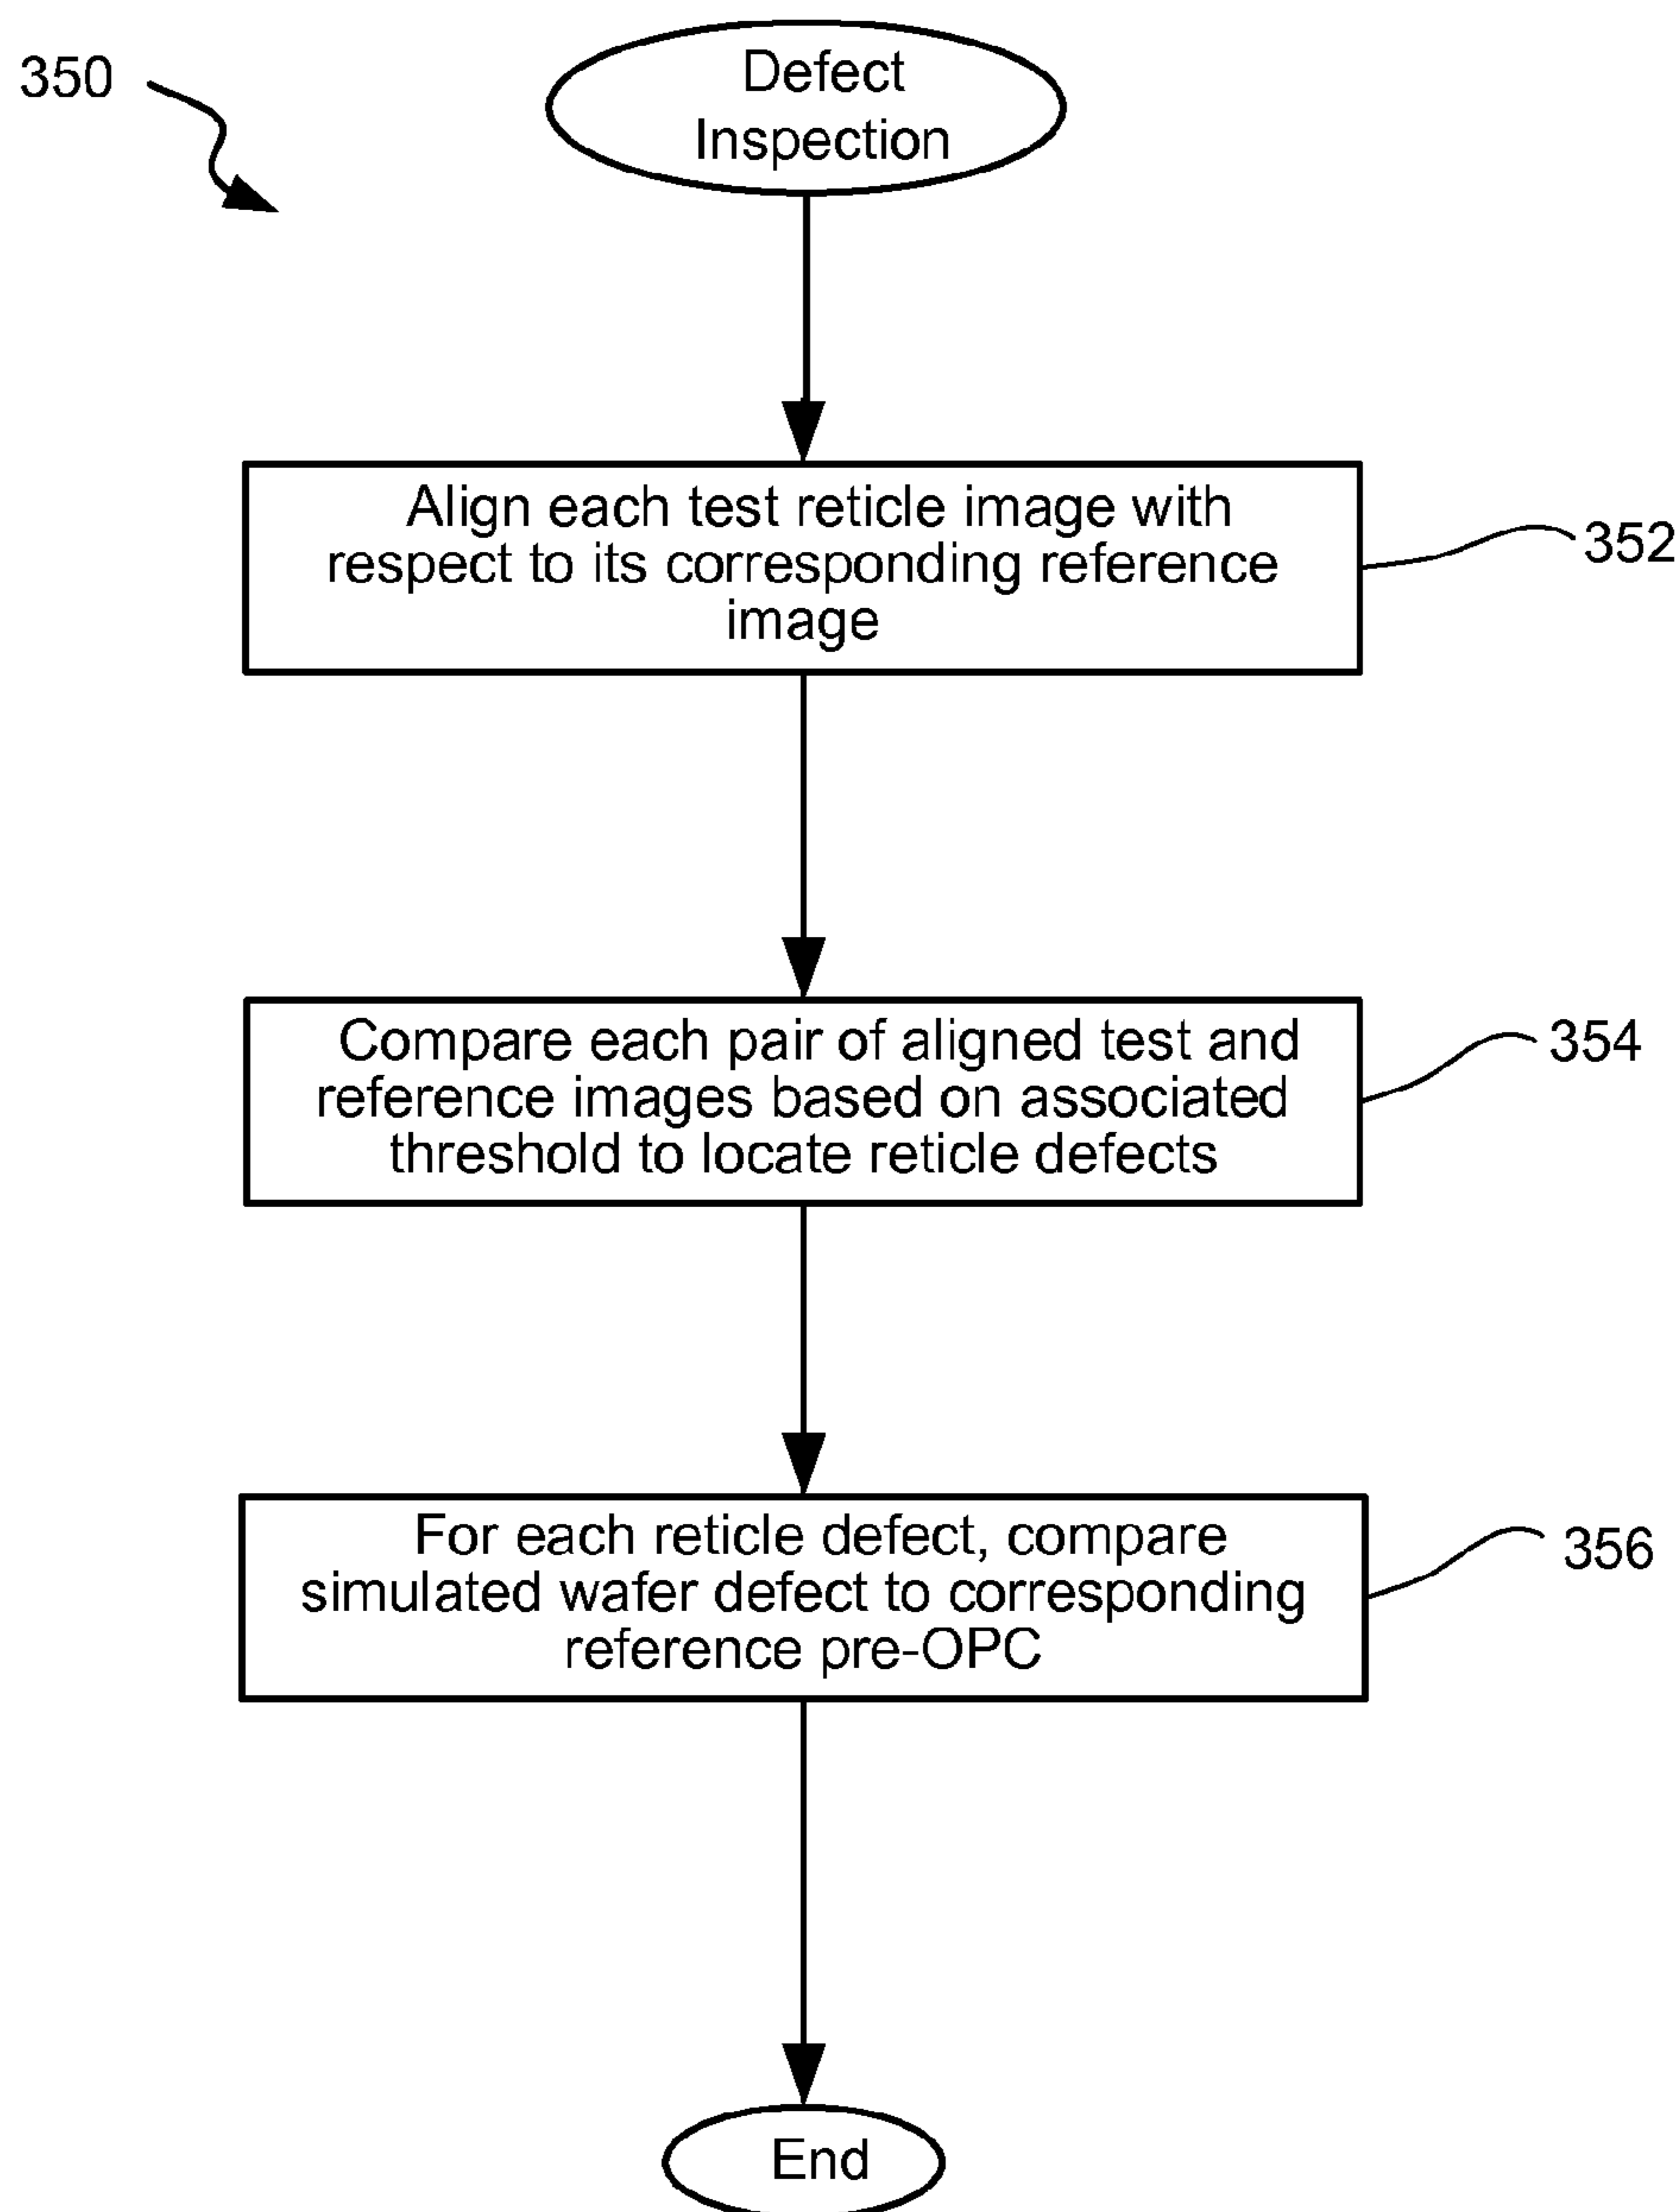 350
Defect
Inspection
Align each test reticle image with
respect to its corresponding reference
image
352
Compare each pair of aligned test and
reference images based on associated
threshold to locate reticle defects
354
For each reticle defect, compare
simulated wafer defect to corresponding
reference pre-OPC
356
End